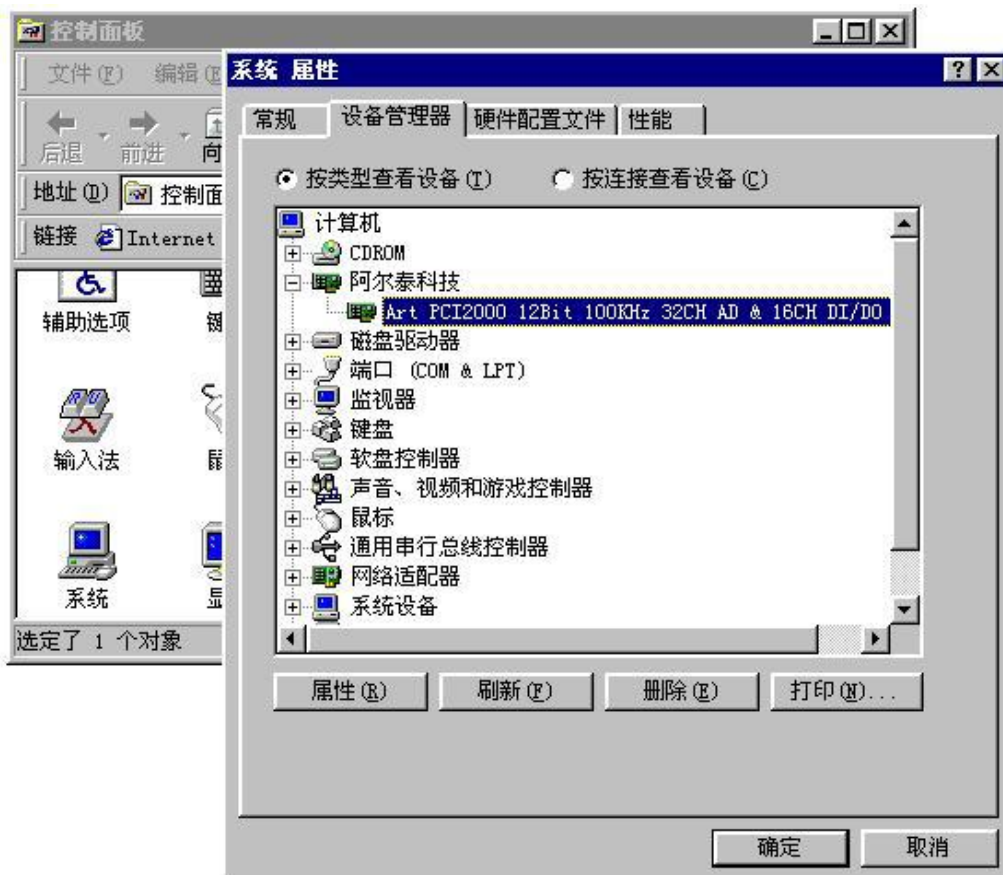 控制面板
文件(F) 编辑(E
后退 前进 向
地址(D) 控制面
链接 Internet
辅助选项 键
输入法 鼠
系统 显
选定了 1 个对象
系统 属性
常规 设备管理器 硬件配置文件 性能
按类型查看设备(T) 按连接查看设备(C)
计算机
CDROM
阿尔泰科技
Art PCI2000 12Bit 100KHz 32CH AD & 16CH DI/DO
磁盘驱动器
端口 (COM & LPT)
监视器
键盘
软盘控制器
声音、视频和游戏控制器
鼠标
通用串行总线控制器
网络适配器
系统设备
属性(R) 刷新(F) 删除(E) 打印(N)...
确定 取消